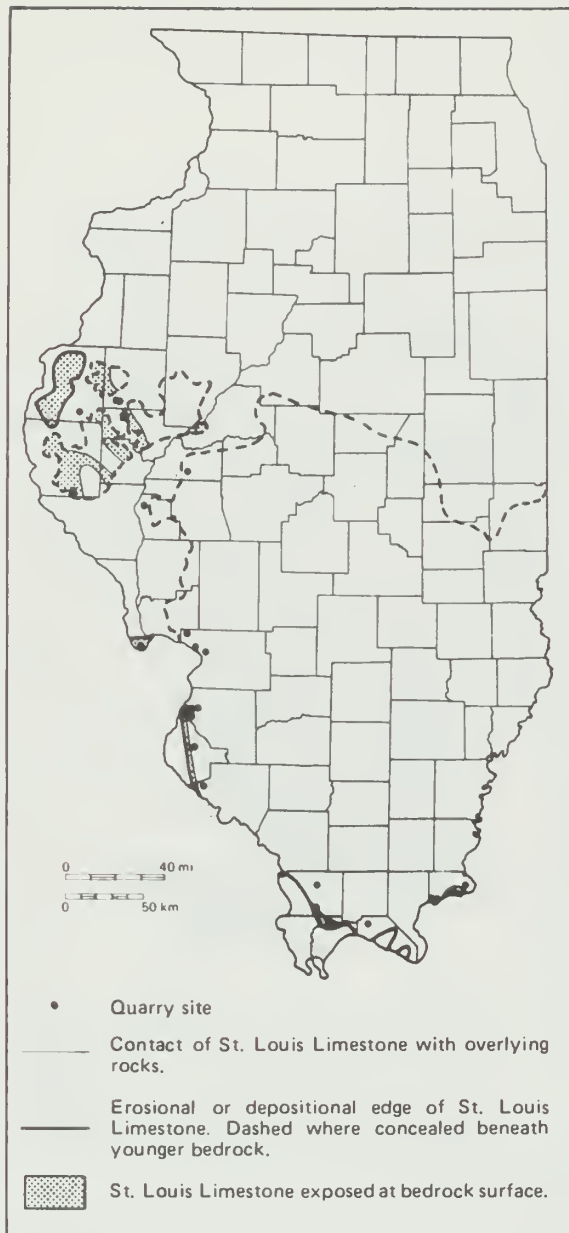 0 40 mi
0 50 km
Quarry site
Contact of St. Louis Limestone with overlying
rocks.
Erosional or depositional edge of St. Louis
Limestone. Dashed where concealed beneath
younger bedrock.
St. Louis Limestone exposed at bedrock surface.